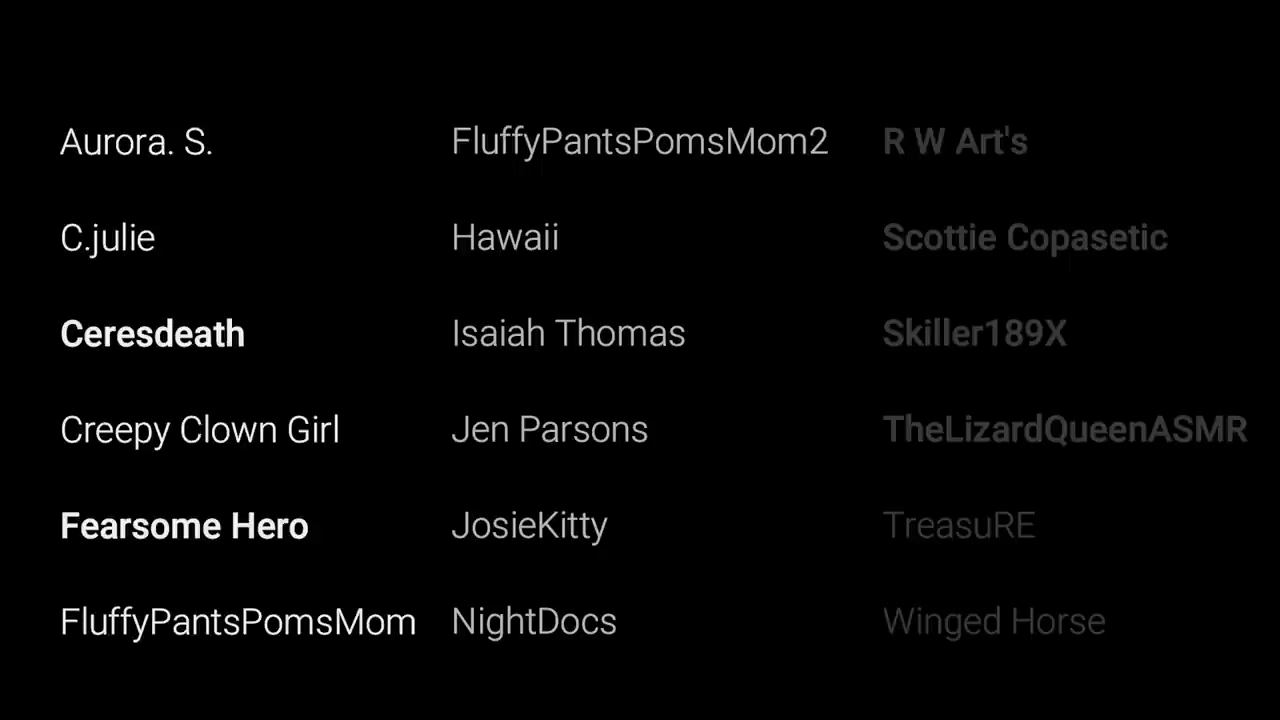 Aurora. S.
C.julie
Ceresdeath
Creepy Clown Girl
Fearsome Hero
FluffyPantsPomsMom
FluffyPantsPomsMom2
Hawaii
Isaiah Thomas
Jen Parsons
JosieKitty
NightDocs
R W Art's
Scottie Copasetic
Skiller189X
TheLizardQueenASMR
TreasuRE
Winged Horse